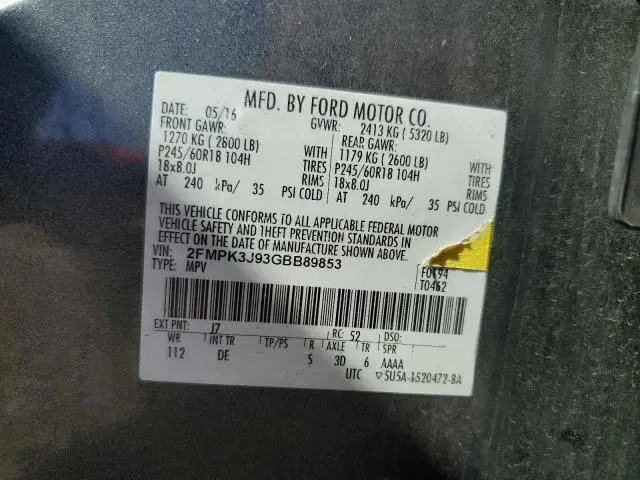 MFD. BY FORD MOTOR CO.
DATE: 05/16 GVWR: 2413 KG ( 5320 LB)
FRONT GAWR: REAR GAWR:
1270 KG ( 2800 LB) WITH 1179 KG ( 2600 LB) WITH
P245/60R18 104H TIRES P245/60R18 104H TIRES
18x8.0J RIMS 18x8.0J RIMS
AT 240 kPa/ 35 PSI COLD AT 240 kPa/ 35 PSI COLD
THIS VEHICLE CONFORMS TO ALL APPLICABLE FEDERAL MOTOR
VEHICLE SAFETY AND THEFT PREVENTION STANDARDS IN
EFFECT ON THE DATE OF MANUFACTURE SHOWN ABOVE.
VIN: 2FMPK3J93GBB89853 F0194
TYPE: MPV T0462
EXT PNT: J7 RC: 52 DSO:
WB INT TR TP/PS R AXLE TR SPR
112 DE S 3D 6 AAAA
UTC 5U5A-1520472-BA